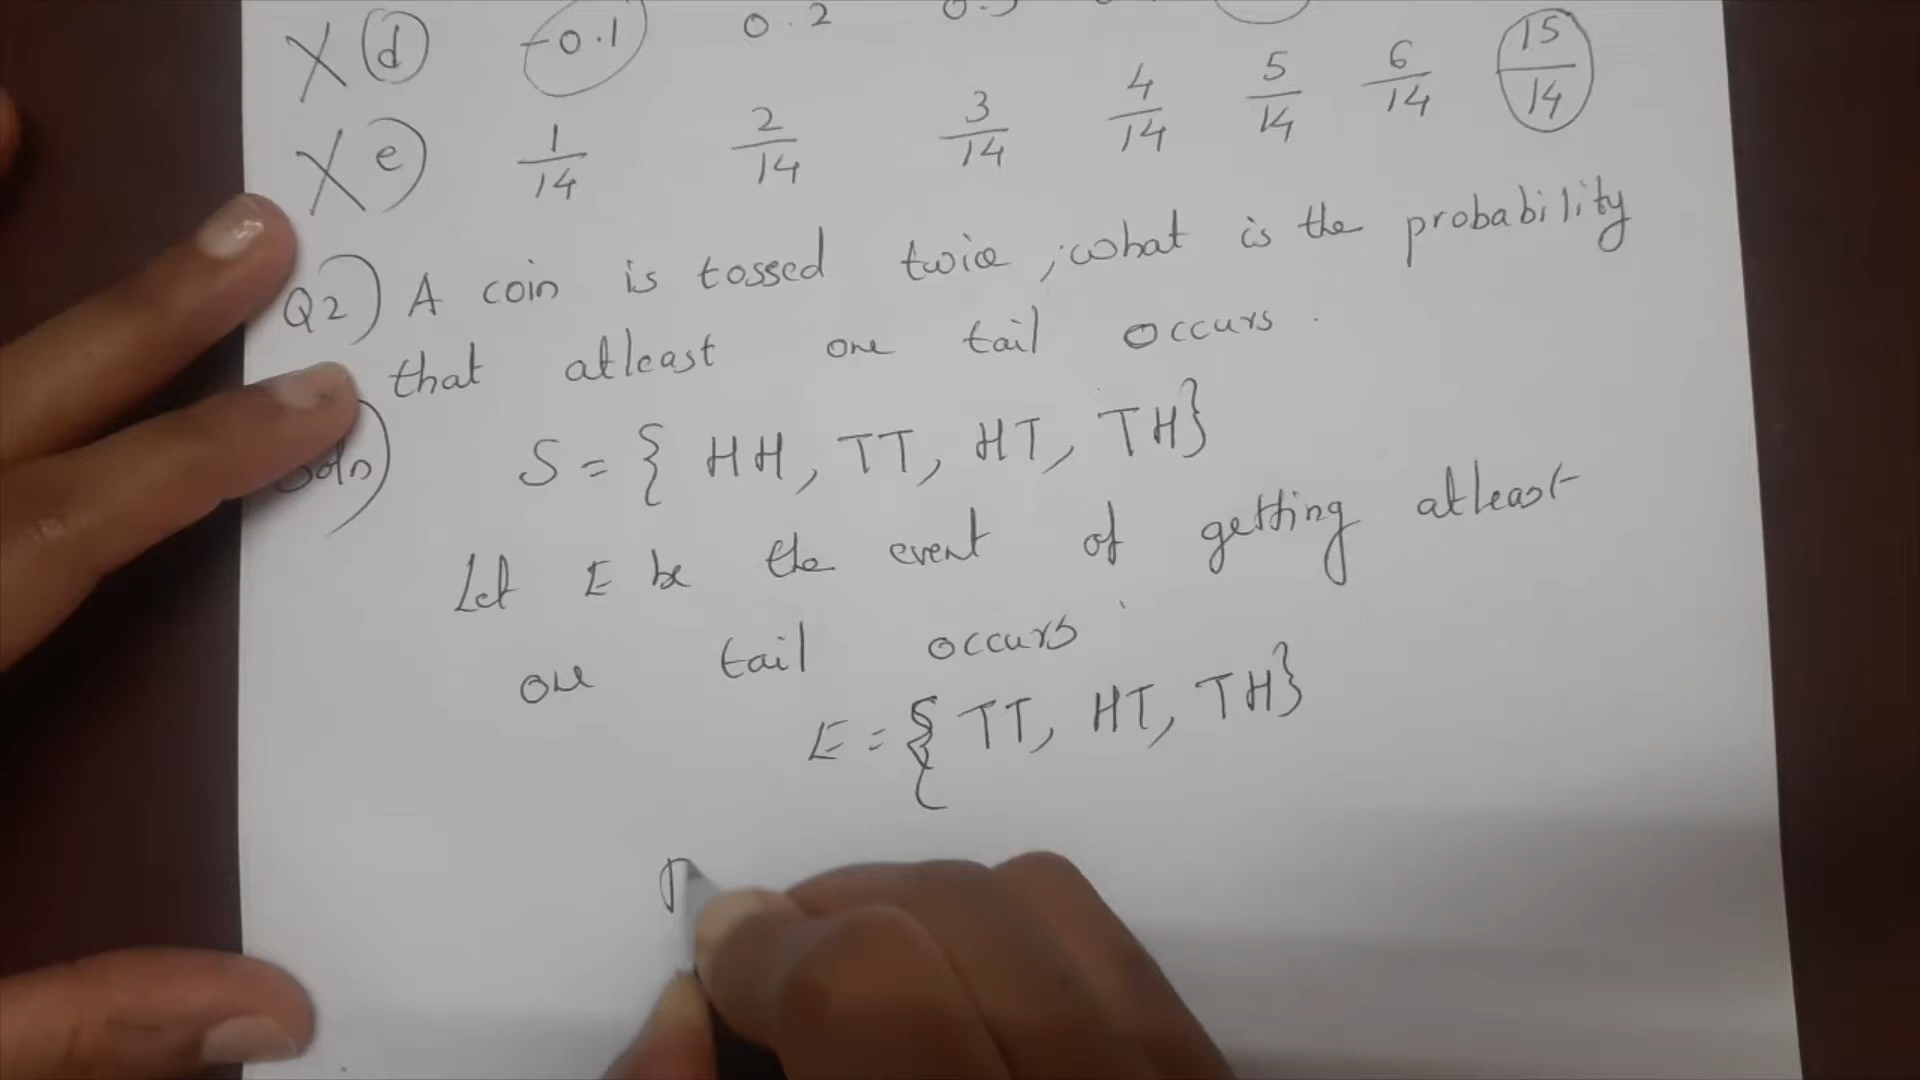 X d) -0.1 0.2
X e) 1/14 2/14 3/14 4/14 5/14 6/14 15/14
Q2) A coin is tossed twice, what is the probability
that atleast one tail occurs.
Soln) S = { HH, TT, HT, TH}
Let E be the event of getting atleast
one tail occurs
E = { TT, HT, TH}